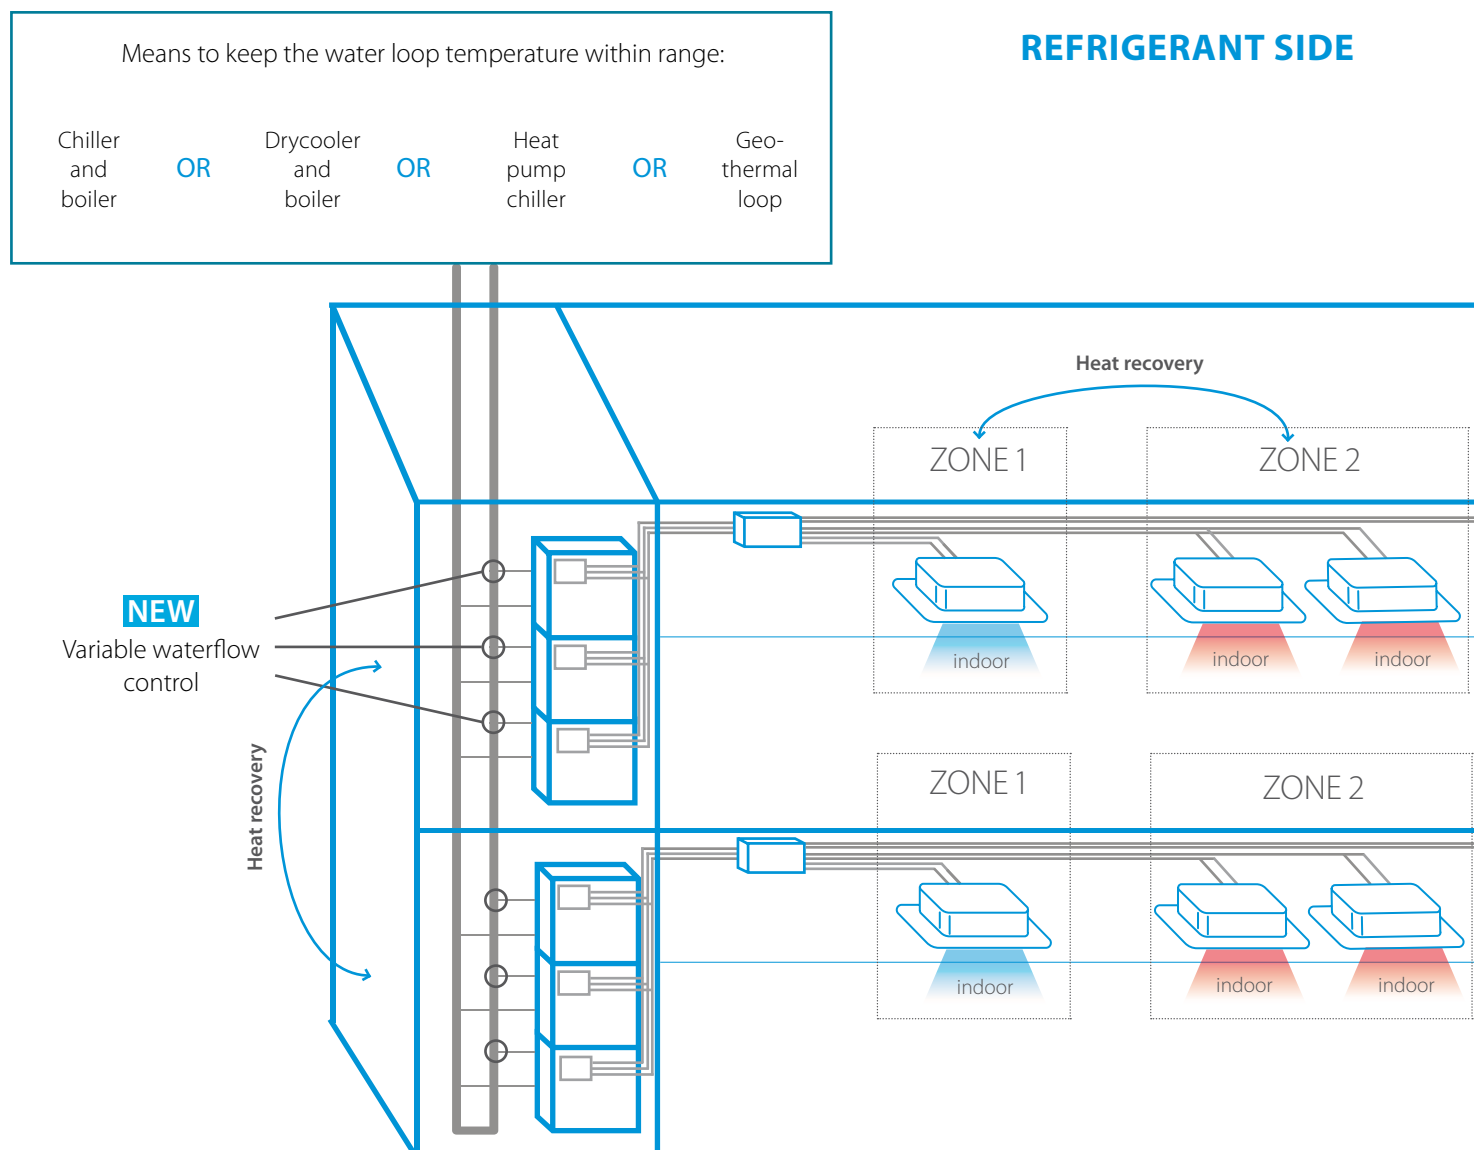 Means to keep the water loop temperature within range:
Chiller
and
boiler
OR
Drycooler
and
boiler
OR
Heat
pump
chiller
OR
Geo-
thermal
loop
REFRIGERANT SIDE
Heat recovery
ZONE 1
ZONE 2
NEW
Variable waterflow
control
indoor
indoor
indoor
Heat recovery
ZONE 1
ZONE 2
indoor
indoor
indoor